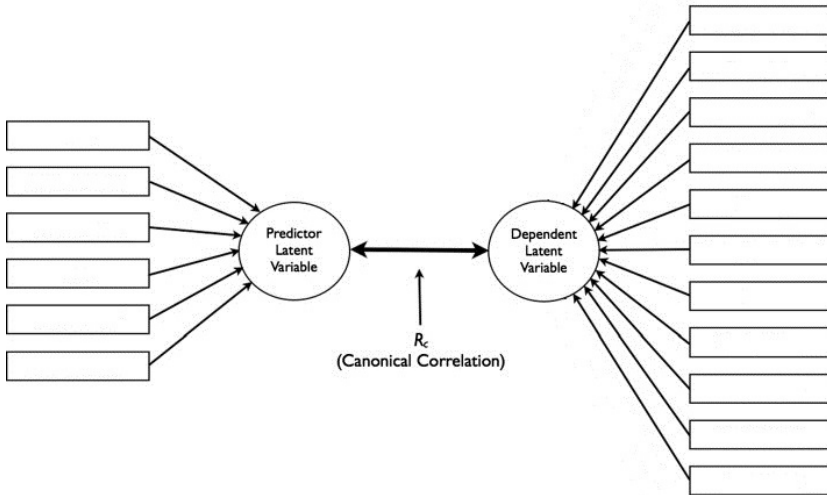 Predictor
Latent
Variable
Dependent
Latent
Variable
Rc
(Canonical Correlation)